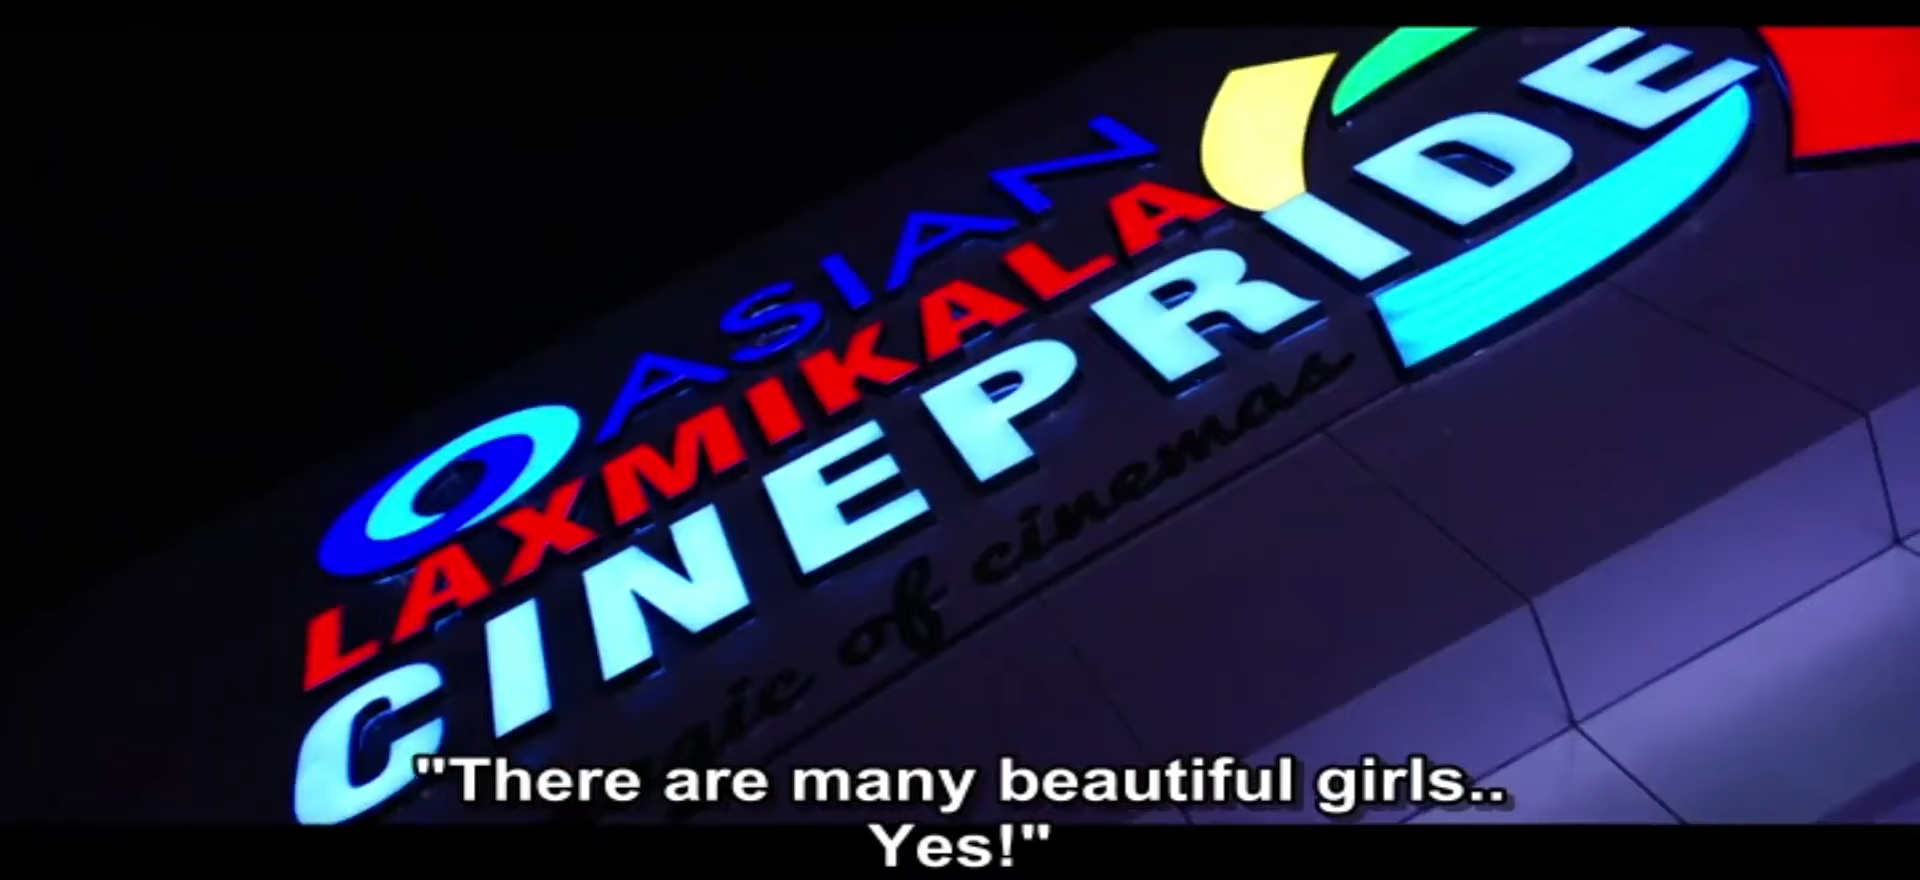 ASIAN
LAXMIKALA
CINEPRIDE
of cinemas
"There are many beautiful girls..
Yes!"